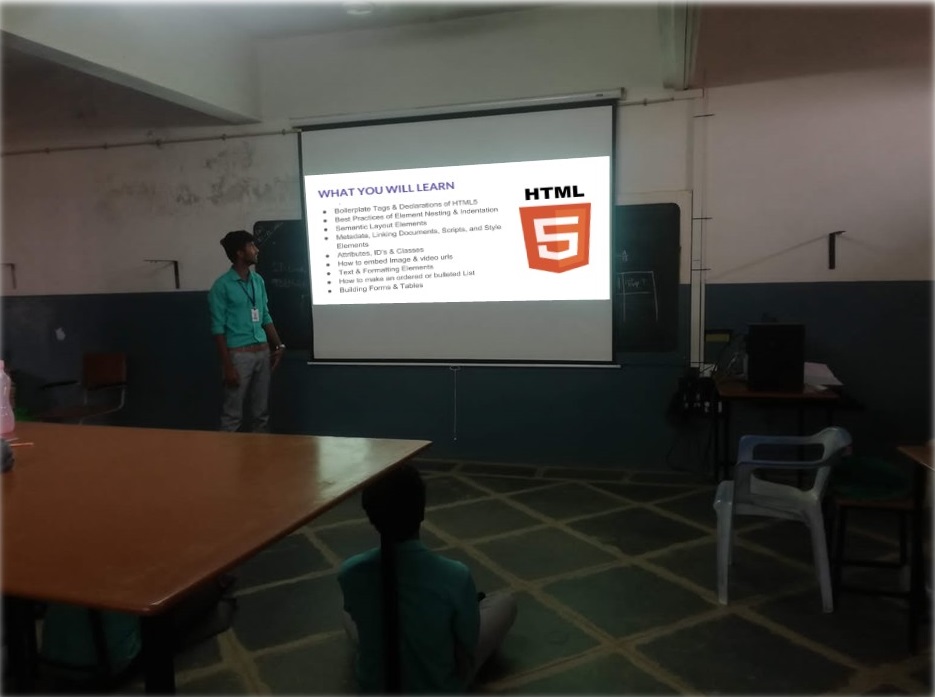 WHAT YOU WILL LEARN
● Boilerplate Tags & Declarations of HTML5
● Best Practices of Element Nesting & Indentation
● Semantic Layout Elements
● Metadata, Linking Documents, Scripts, and Style
Elements
● Attributes, ID's & Classes
● How to embed Image & video urls
● Text & Formatting Elements
● How to make an ordered or bulleted List
● Building Forms & Tables
HTML
5